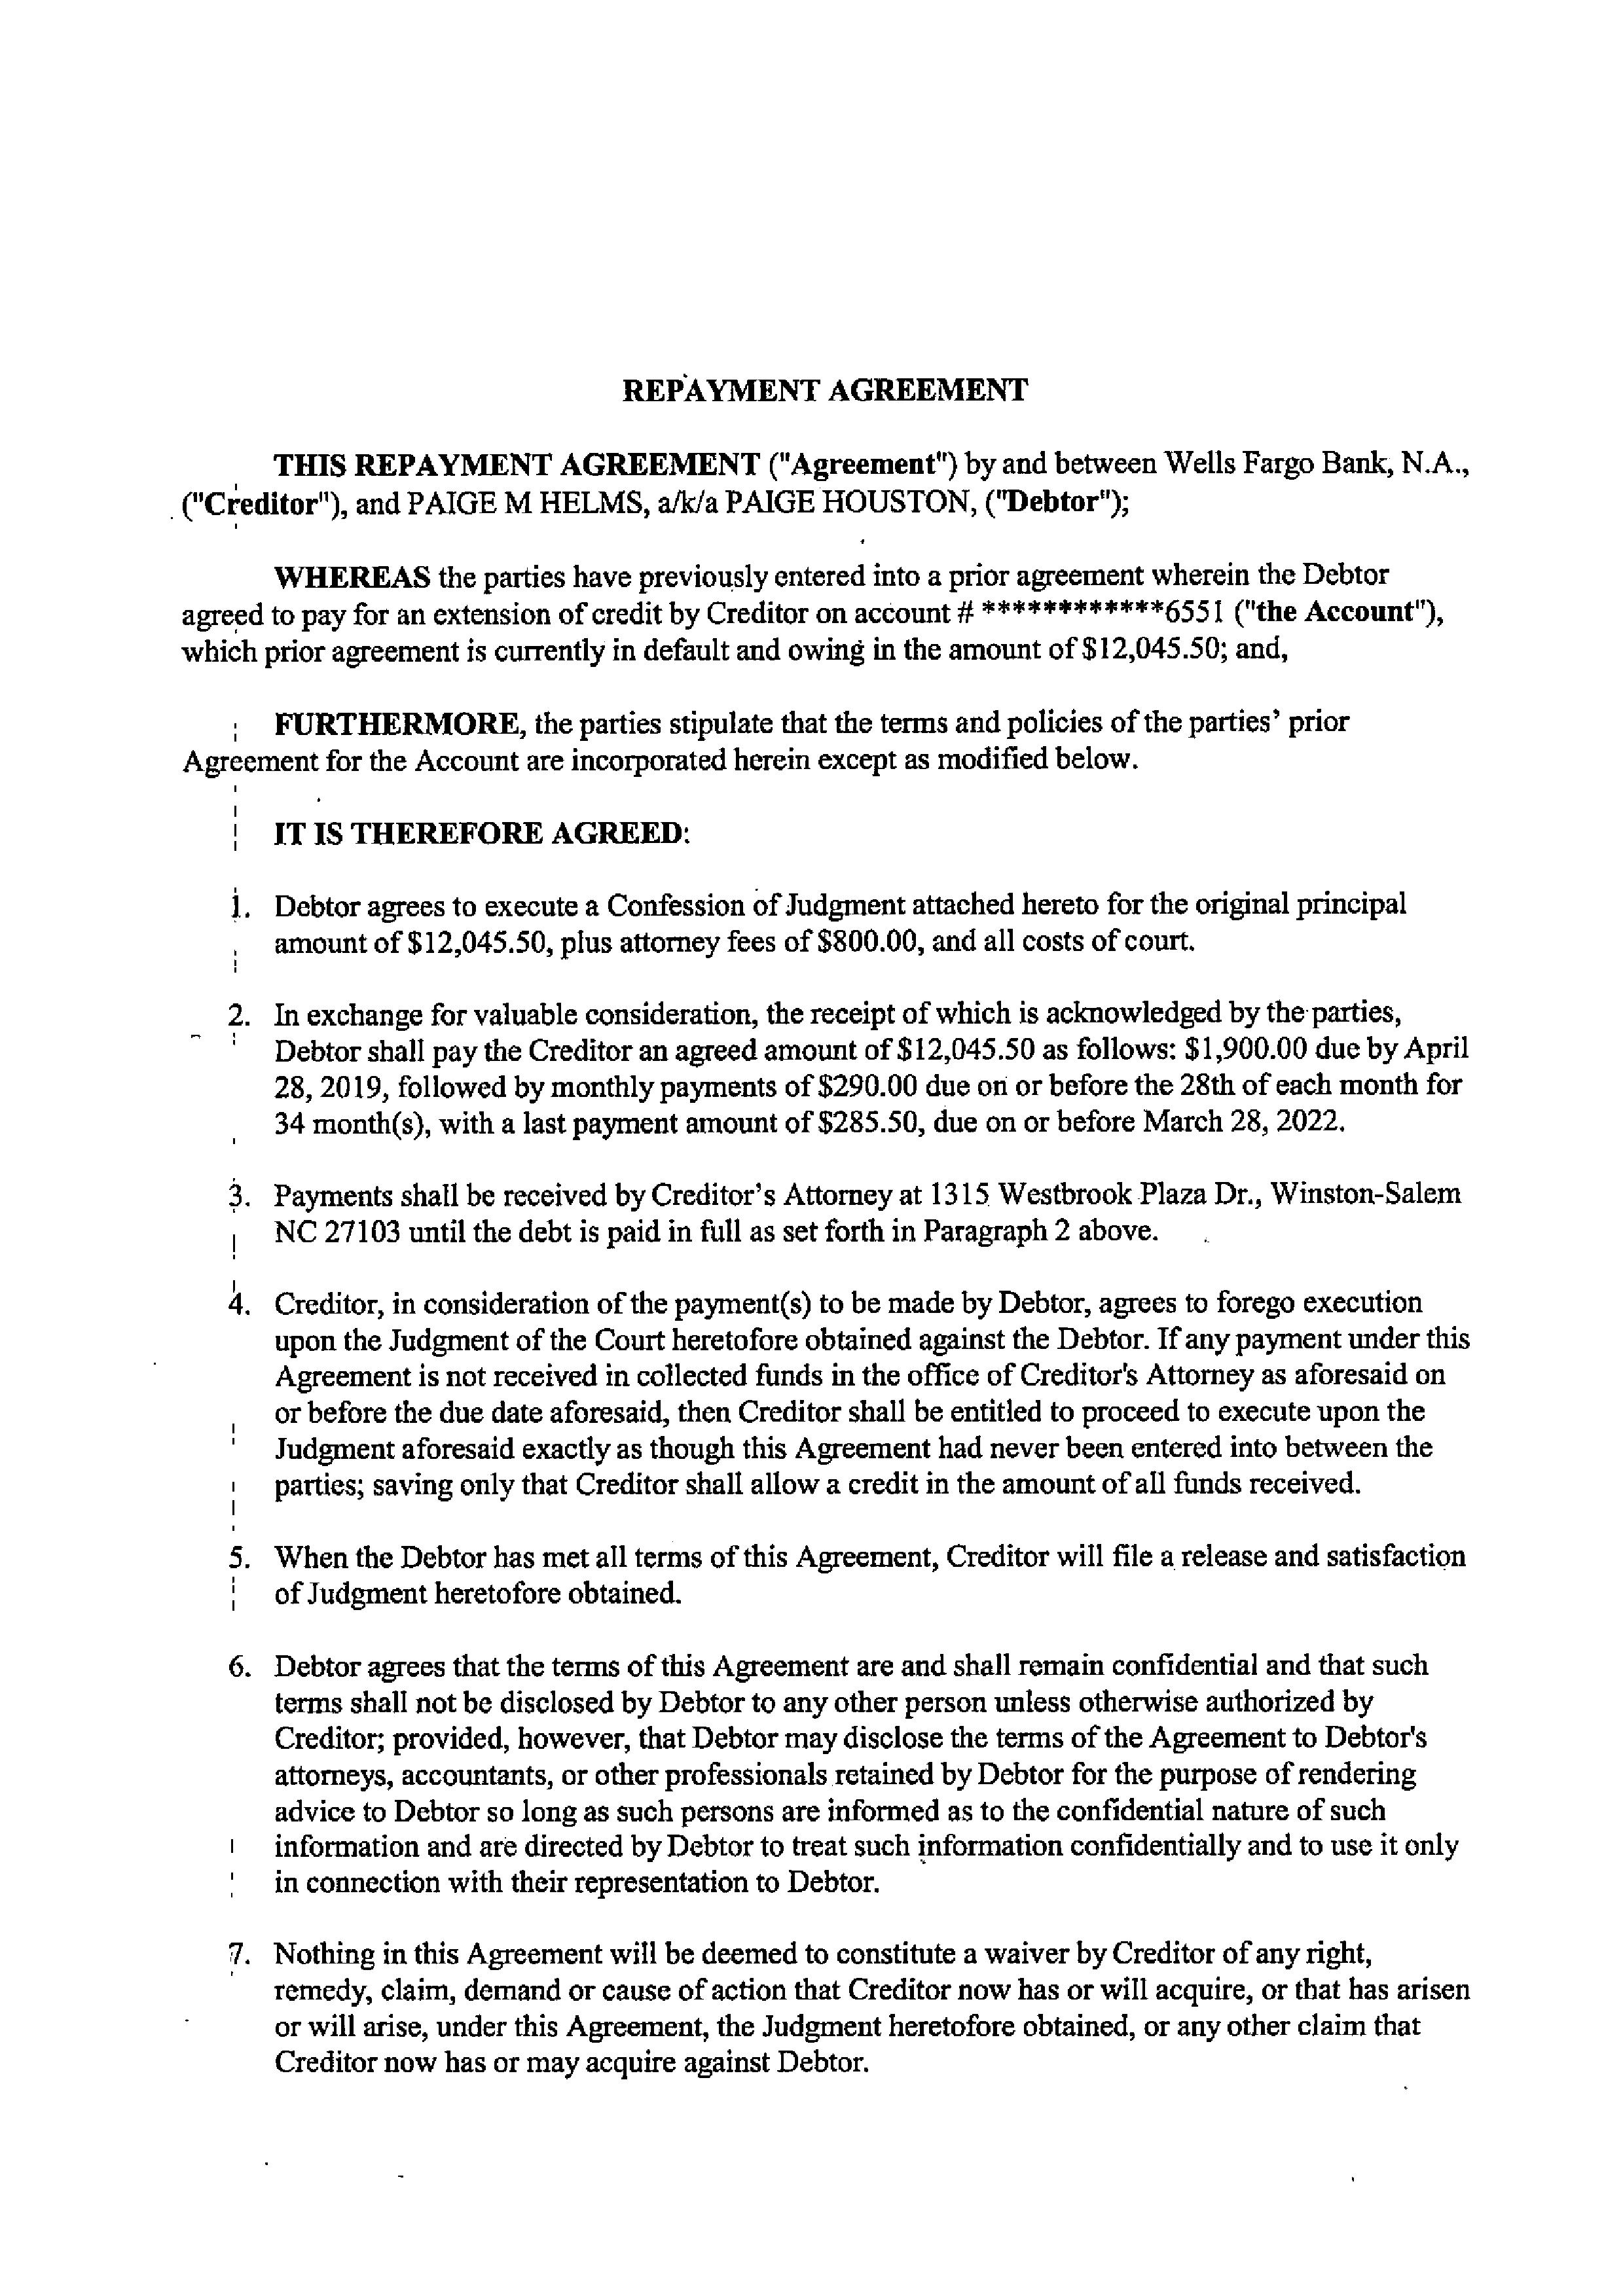 REPAYMENT AGREEMENT
THIS REPAYMENT AGREEMENT ("Agreement") by and between Wells Fargo Bank, N.A.,
("Creditor"), and PAIGE M HELMS, a/k/a PAIGE HOUSTON, ("Debtor");
WHEREAS the parties have previously entered into a prior agreement wherein the Debtor
agreed to pay for an extension of credit by Creditor on account # ************6551 ("the Account"),
which prior agreement is currently in default and owing in the amount of $12,045.50; and,
FURTHERMORE, the parties stipulate that the terms and policies of the parties' prior
Agreement for the Account are incorporated herein except as modified below.
IT IS THEREFORE AGREED:
1. Debtor agrees to execute a Confession of Judgment attached hereto for the original principal
amount of $12,045.50, plus attorney fees of $800.00, and all costs of court.
2. In exchange for valuable consideration, the receipt of which is acknowledged by the parties,
Debtor shall pay the Creditor an agreed amount of $12,045.50 as follows: $1,900.00 due by April
28, 2019, followed by monthly payments of $290.00 due on or before the 28th of each month for
34 month(s), with a last payment amount of $285.50, due on or before March 28, 2022.
3. Payments shall be received by Creditor's Attorney at 1315 Westbrook Plaza Dr., Winston-Salem
NC 27103 until the debt is paid in full as set forth in Paragraph 2 above.
4. Creditor, in consideration of the payment(s) to be made by Debtor, agrees to forego execution
upon the Judgment of the Court heretofore obtained against the Debtor. If any payment under this
Agreement is not received in collected funds in the office of Creditor's Attorney as aforesaid on
or before the due date aforesaid, then Creditor shall be entitled to proceed to execute upon the
Judgment aforesaid exactly as though this Agreement had never been entered into between the
parties; saving only that Creditor shall allow a credit in the amount of all funds received.
5. When the Debtor has met all terms of this Agreement, Creditor will file a release and satisfaction
of Judgment heretofore obtained.
6. Debtor agrees that the terms of this Agreement are and shall remain confidential and that such
terms shall not be disclosed by Debtor to any other person unless otherwise authorized by
Creditor; provided, however, that Debtor may disclose the terms of the Agreement to Debtor's
attorneys, accountants, or other professionals retained by Debtor for the purpose of rendering
advice to Debtor so long as such persons are informed as to the confidential nature of such
information and are directed by Debtor to treat such information confidentially and to use it only
in connection with their representation to Debtor.
7. Nothing in this Agreement will be deemed to constitute a waiver by Creditor of any right,
remedy, claim, demand or cause of action that Creditor now has or will acquire, or that has arisen
or will arise, under this Agreement, the Judgment heretofore obtained, or any other claim that
Creditor now has or may acquire against Debtor.